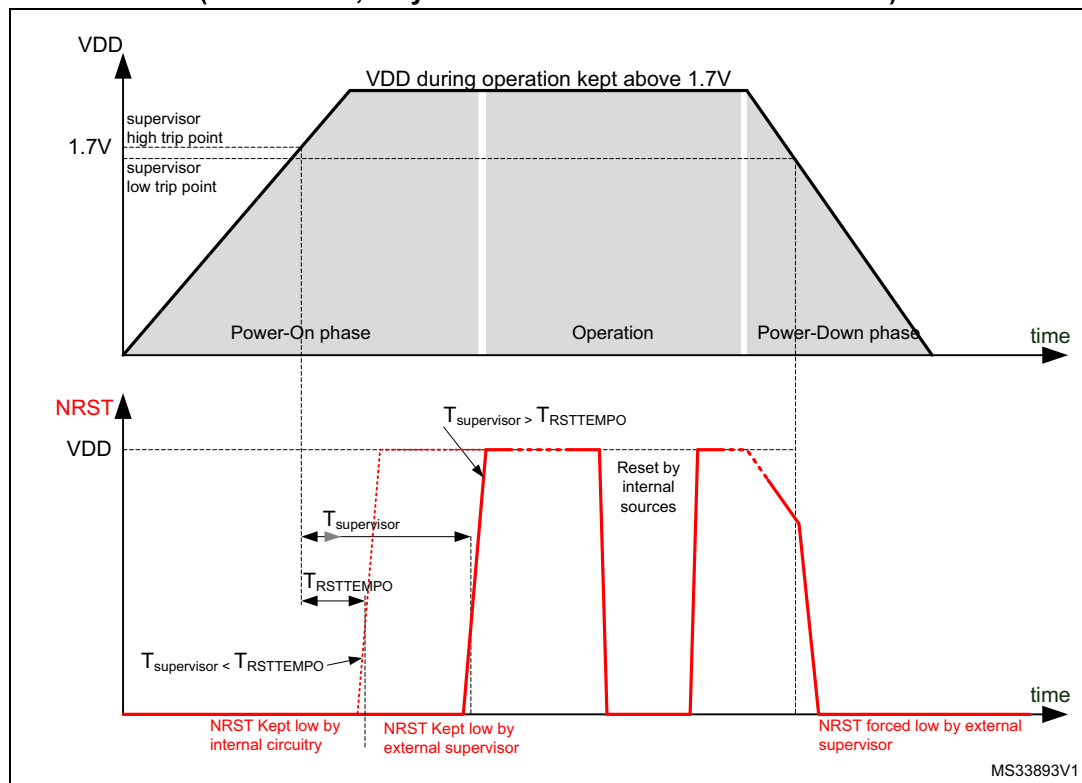 VDD
VDD during operation kept above 1.7V
supervisor
high trip point
1.7V
supervisor
low trip point
Power-On phase
Operation
Power-Down phase
time
NRST
VDD
Tsupervisor > TRSTTEMPO
Reset by
internal
sources
Tsupervisor
TRSTTEMPO
Tsupervisor < TRSTTEMPO
time
NRST Kept low by
internal circuitry
NRST Kept low by
external supervisor
NRST forced low by external
supervisor
MS33893V1